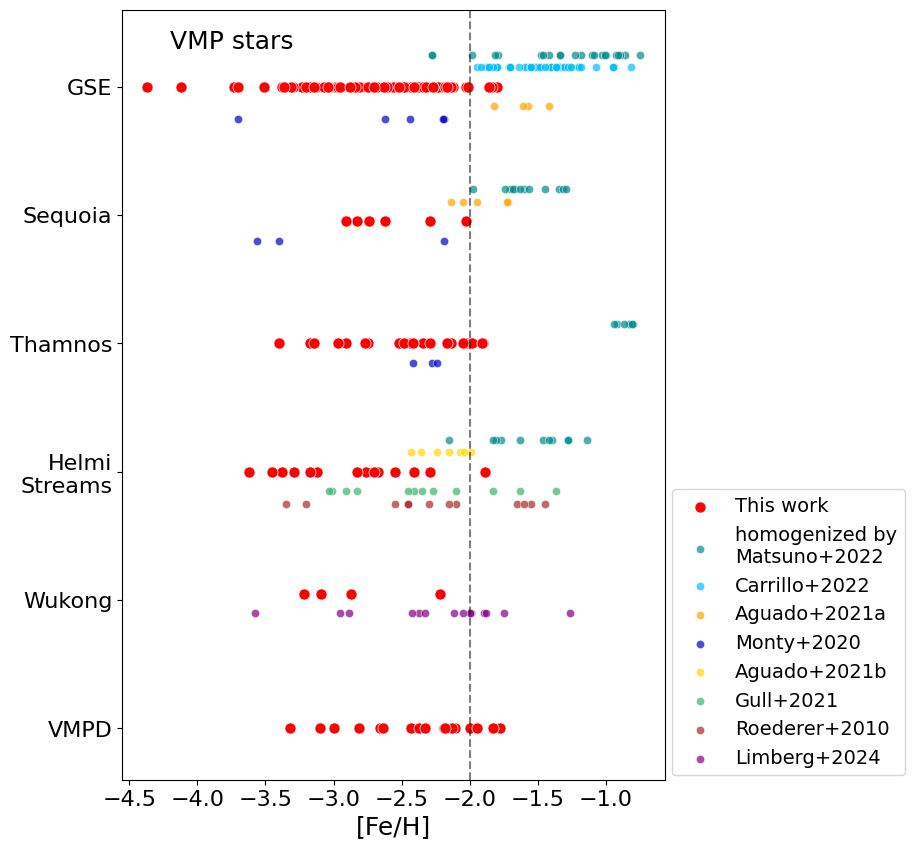 VMP stars
GSE
Sequoia
Thamnos
Helmi
Streams
Wukong
VMPD
−4.5 −4.0 −3.5 −3.0 −2.5 −2.0 −1.5 −1.0
[Fe/H]
This work
homogenized by
Matsuno+2022
Carrillo+2022
Aguado+2021a
Monty+2020
Aguado+2021b
Gull+2021
Roederer+2010
Limberg+2024